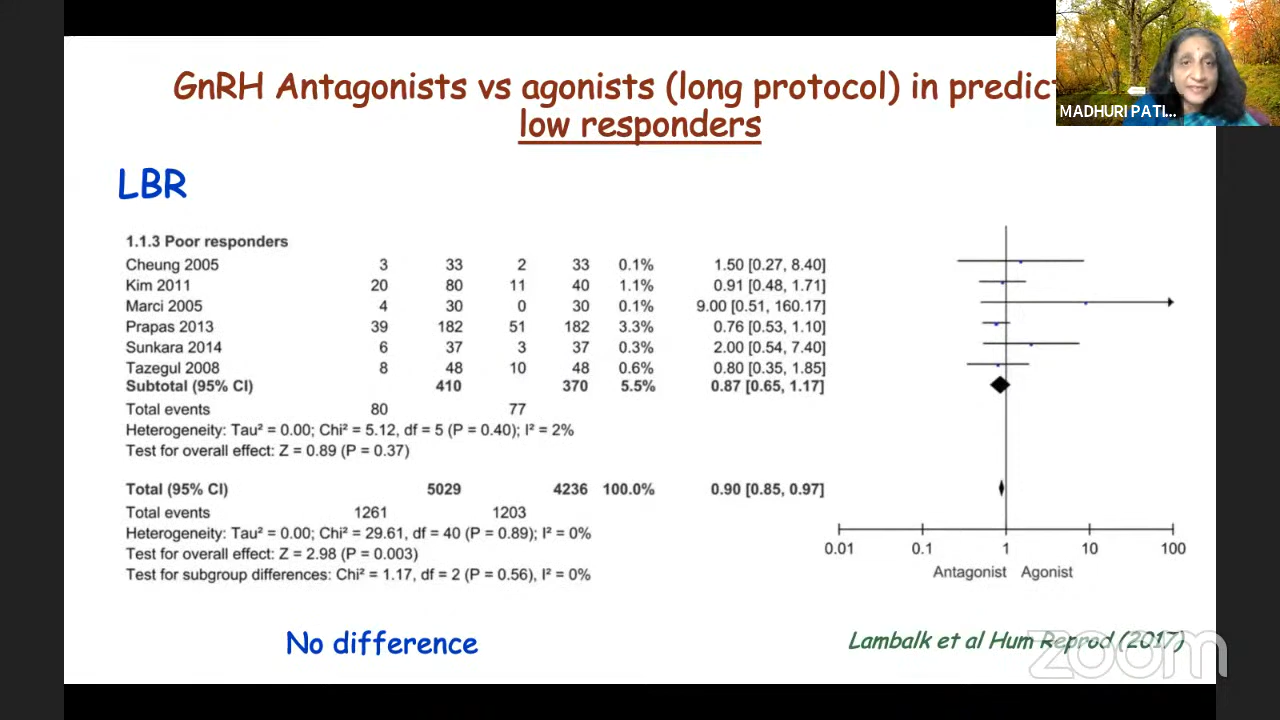 GnRH Antagonists vs agonists (long protocol) in predict
low responders
MADHURI PATI...
LBR
1.1.3 Poor responders
Cheung 2005 3 33 2 33 0.1% 1.50 [0.27, 8.40]
Kim 2011 20 80 11 40 1.1% 0.91 [0.48, 1.71]
Marci 2005 4 30 0 30 0.1% 9.00 [0.51, 160.17]
Prapas 2013 39 182 51 182 3.3% 0.76 [0.53, 1.10]
Sunkara 2014 6 37 3 37 0.3% 2.00 [0.54, 7.40]
Tazegul 2008 8 48 10 48 0.6% 0.80 [0.35, 1.85]
Subtotal (95% CI) 410 370 5.5% 0.87 [0.65, 1.17]
Total events 80 77
Heterogeneity: Tau² = 0.00; Chi² = 5.12, df = 5 (P = 0.40); I² = 2%
Test for overall effect: Z = 0.89 (P = 0.37)
Total (95% CI) 5029 4236 100.0% 0.90 [0.85, 0.97]
Total events 1261 1203
Heterogeneity: Tau² = 0.00; Chi² = 29.61, df = 40 (P = 0.89); I² = 0%
Test for overall effect: Z = 2.98 (P = 0.003)
Test for subgroup differences: Chi² = 1.17, df = 2 (P = 0.56), I² = 0%
0.01 0.1 1 10 100
Antagonist Agonist
No difference
Lambalk et al Hum Reprod (2017)
zoom